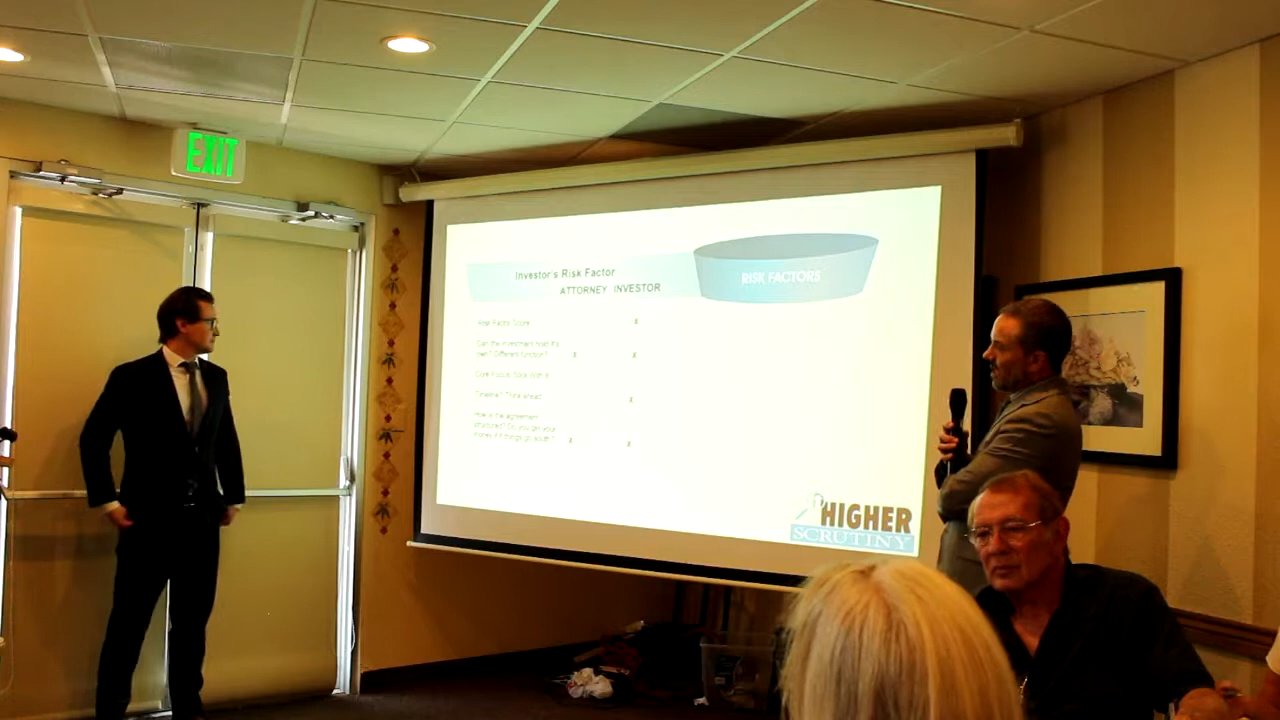 EXIT
Investor's Risk Factor
ATTORNEY INVESTOR
RISK FACTORS
Risk Factor Score X
Can the investment hold it's
own? Different function? X X
Core Focus: Stick With It
Timeline? Think ahead. X
How is the agreement
structured? Do you get your
money if things go south? X X
HIGHER
SCRUTINY